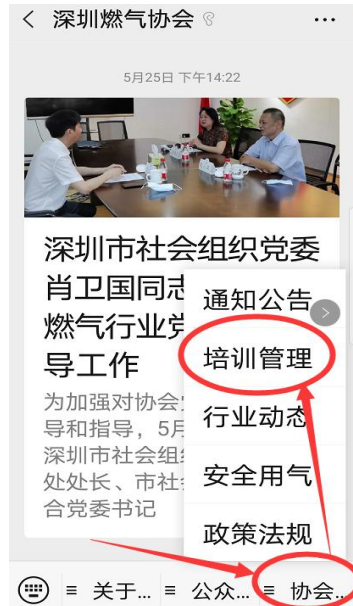 深圳燃气协会
5月25日 下午14:22
深圳市社会组织党委
肖卫国同志
燃气行业党
导工作
为加强对协会
导和指导，5月
深圳市社会组
处处长、市社
合党委书记
通知公告
培训管理
行业动态
安全用气
政策法规
≡ 关于...
≡ 公众...
≡ 协会...